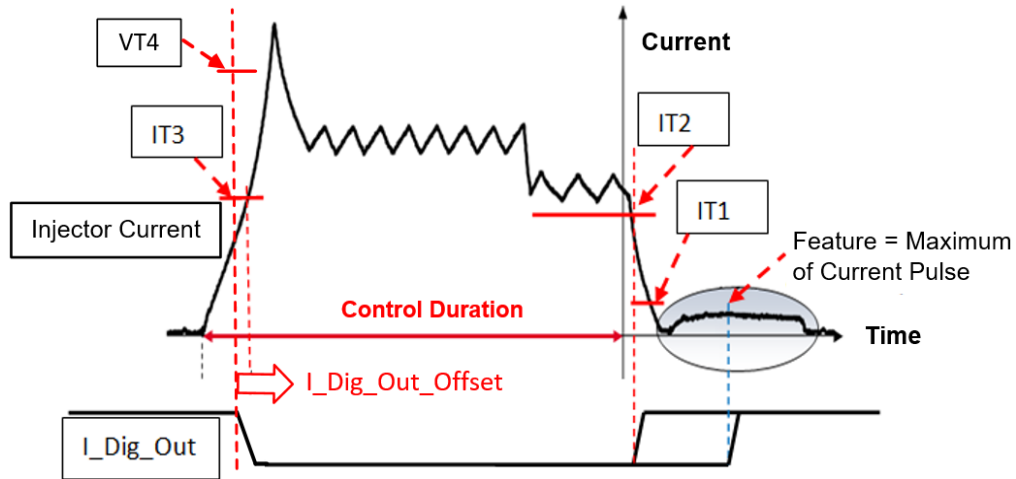 VT4
Current
IT3
IT2
IT1
Injector Current
Feature = Maximum
of Current Pulse
Control Duration
Time
I_Dig_Out_Offset
I_Dig_Out